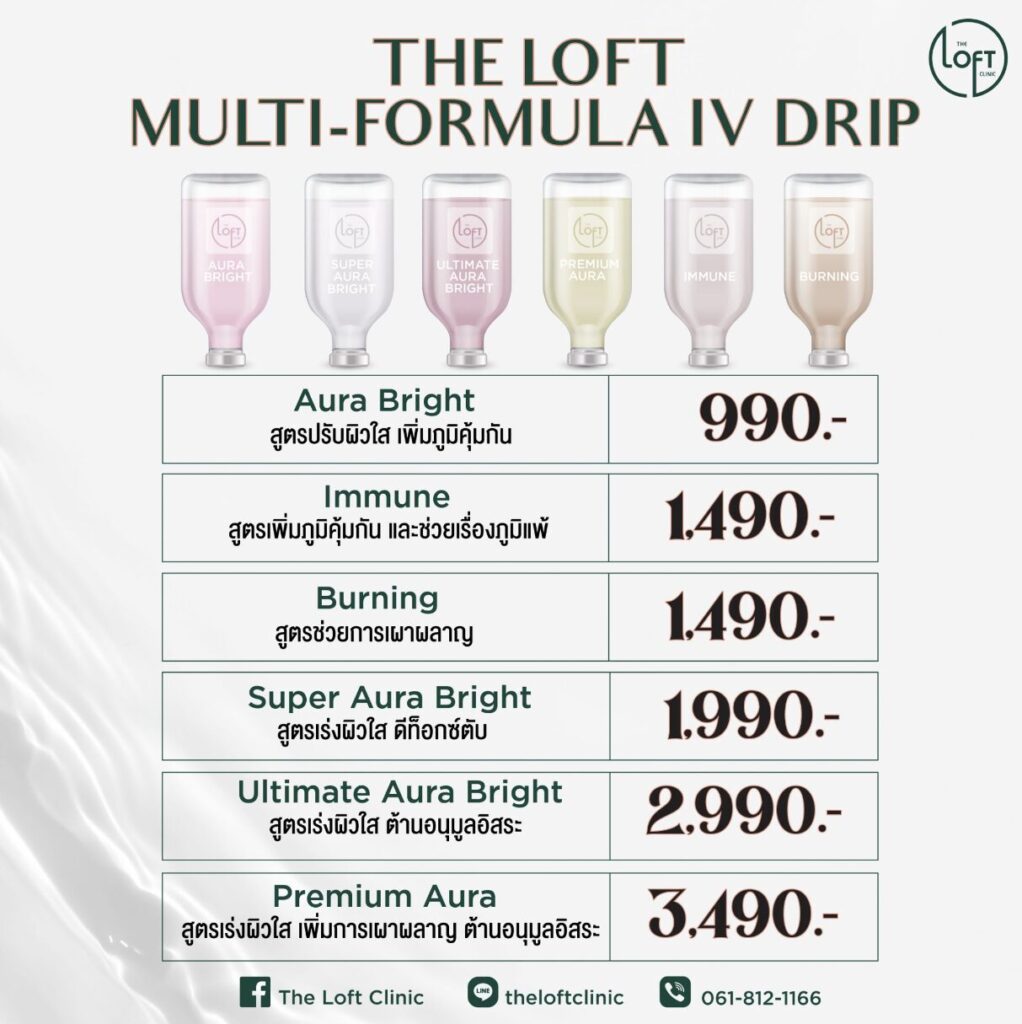 THE LOFT CLINIC
THE LOFT
MULTI-FORMULA IV DRIP
LOFT
AURA
BRIGHT
LOFT
SUPER
AURA
BRIGHT
LOFT
ULTIMATE
AURA
BRIGHT
LOFT
PREMIUM
AURA
LOFT
IMMUNE
LOFT
BURNING
Aura Bright
สูตรปรับผิวใส เพิ่มภูมิคุ้มกัน
990.-
Immune
สูตรเพิ่มภูมิคุ้มกัน และช่วยเรื่องภูมิแพ้
1,490.-
Burning
สูตรช่วยการเผาผลาญ
1,490.-
Super Aura Bright
สูตรเร่งผิวใส ดีท็อกซ์ตับ
1,990.-
Ultimate Aura Bright
สูตรเร่งผิวใส ต้านอนุมูลอิสระ
2,990.-
Premium Aura
สูตรเร่งผิวใส เพิ่มการเผาผลาญ ต้านอนุมูลอิสระ
3,490.-
The Loft Clinic
LINE theloftclinic
061-812-1166